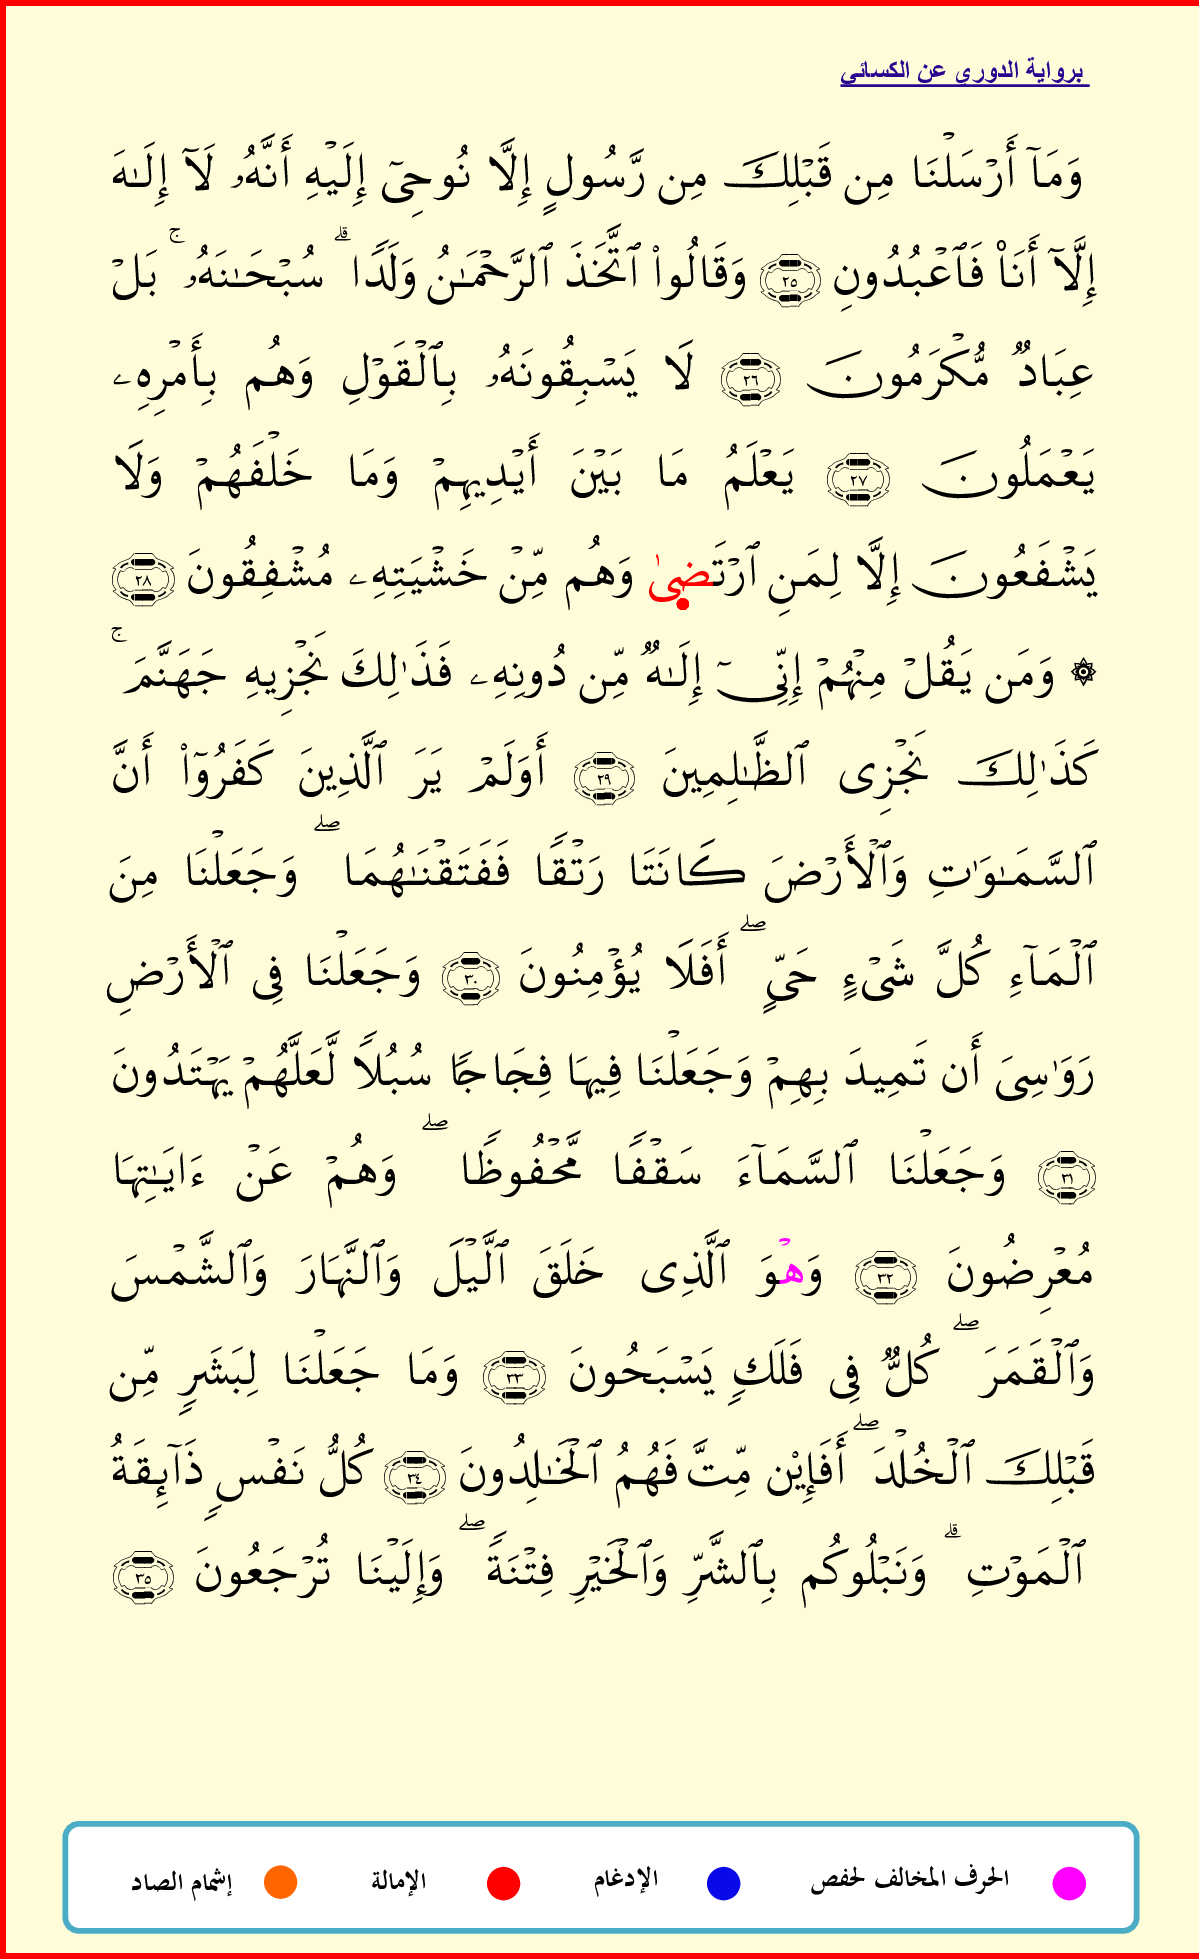 برواية الدوري عن الكسائي
وَمَآ أَرۡسَلۡنَا مِن قَبۡلِكَ مِن رَّسُولٍ إِلَّا نُوحِيٓ إِلَيۡهِ أَنَّهُۥ لَآ إِلَـٰهَ
إِلَّآ أَنَا۠ فَٱعۡبُدُونِ ٢٥ وَقَالُوا۟ ٱتَّخَذَ ٱلرَّحۡمَـٰنُ وَلَدًا ۗ سُبۡحَـٰنَهُۥ ۚ بَلۡ
عِبَادٌ مُّكۡرَمُونَ ٢٦ لَا يَسۡبِقُونَهُۥ بِٱلۡقَوۡلِ وَهُم بِأَمۡرِهِۦ
يَعۡمَلُونَ ٢٧ يَعۡلَمُ مَا بَيۡنَ أَيۡدِيهِمۡ وَمَا خَلۡفَهُمۡ وَلَا
يَشۡفَعُونَ إِلَّا لِمَنِ ٱرۡتَضِىٰ وَهُم مِّنۡ خَشۡيَتِهِۦ مُشۡفِقُونَ ٢٨
۞ وَمَن يَقُلۡ مِنۡهُمۡ إِنِّيٓ إِلَـٰهٌ مِّن دُونِهِۦ فَذَٰلِكَ نَجۡزِيهِ جَهَنَّمَ ۚ
كَذَٰلِكَ نَجۡزِى ٱلظَّـٰلِمِينَ ٢٩ أَوَلَمۡ يَرَ ٱلَّذِينَ كَفَرُوٓا۟ أَنَّ
ٱلسَّمَـٰوَٰتِ وَٱلۡأَرۡضَ كَانَتَا رَتۡقًا فَفَتَقۡنَـٰهُمَا ۖ وَجَعَلۡنَا مِنَ
ٱلۡمَآءِ كُلَّ شَىۡءٍ حَىٍّ ۖ أَفَلَا يُؤۡمِنُونَ ٣٠ وَجَعَلۡنَا فِى ٱلۡأَرۡضِ
رَوَٰسِىَ أَن تَمِيدَ بِهِمۡ وَجَعَلۡنَا فِيهَا فِجَاجًا سُبُلًا لَّعَلَّهُمۡ يَهۡتَدُونَ
٣١ وَجَعَلۡنَا ٱلسَّمَآءَ سَقۡفًا مَّحۡفُوظًا ۖ وَهُمۡ عَنۡ ءَايَـٰتِهَا
مُعۡرِضُونَ ٣٢ وَهۡوَ ٱلَّذِى خَلَقَ ٱلَّيۡلَ وَٱلنَّهَارَ وَٱلشَّمۡسَ
وَٱلۡقَمَرَ ۖ كُلٌّ فِى فَلَكٍ يَسۡبَحُونَ ٣٣ وَمَا جَعَلۡنَا لِبَشَرٍ مِّن
قَبۡلِكَ ٱلۡخُلۡدَ ۖ أَفَإِي۟ن مِّتَّ فَهُمُ ٱلۡخَـٰلِدُونَ ٣٤ كُلُّ نَفۡسٍ ذَآئِقَةُ
ٱلۡمَوۡتِ ۗ وَنَبۡلُوكُم بِٱلشَّرِّ وَٱلۡخَيۡرِ فِتۡنَةً ۖ وَإِلَيۡنَا تُرۡجَعُونَ ٣٥
الحرف المخالف لحفص الإدغام الإمالة إشمام الصاد